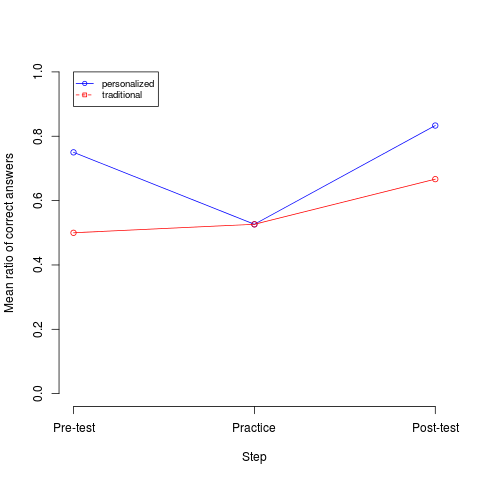 personalized
traditional
Mean ratio of correct answers
1.0
0.8
0.6
0.4
0.2
0.0
Pre-test Practice Post-test
Step